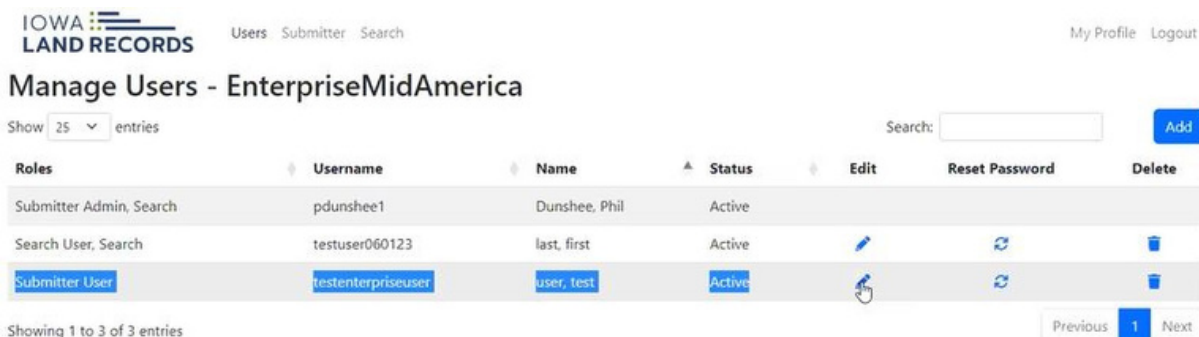 IOWA
LAND RECORDS
Users Submitter Search
My Profile Logout
Manage Users - EnterpriseMidAmerica
Show 25 entries
Search:
Add
Roles Username Name Status Edit Reset Password Delete
Submitter Admin, Search pdunshee1 Dunshee, Phil Active
Search User, Search testuser060123 last, first Active
Submitter User testenterpriseuser user, test Active
Showing 1 to 3 of 3 entries
Previous 1 Next